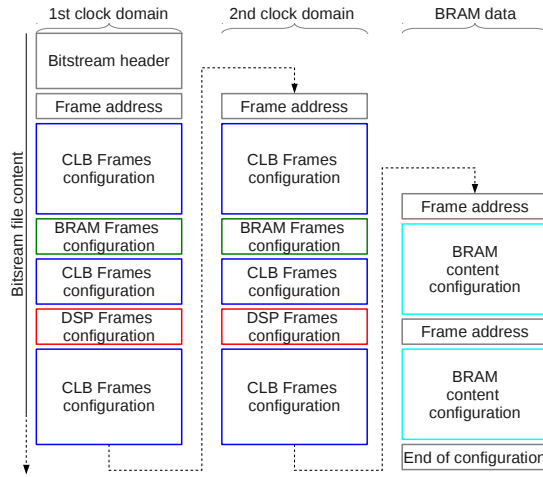 1st clock domain
2nd clock domain
BRAM data
Bitstream file content
Bitstream header
Frame address
CLB Frames
configuration
BRAM Frames
configuration
CLB Frames
configuration
DSP Frames
configuration
CLB Frames
configuration
Frame address
CLB Frames
configuration
BRAM Frames
configuration
CLB Frames
configuration
DSP Frames
configuration
CLB Frames
configuration
Frame address
BRAM
content
configuration
Frame address
BRAM
content
configuration
End of configuration